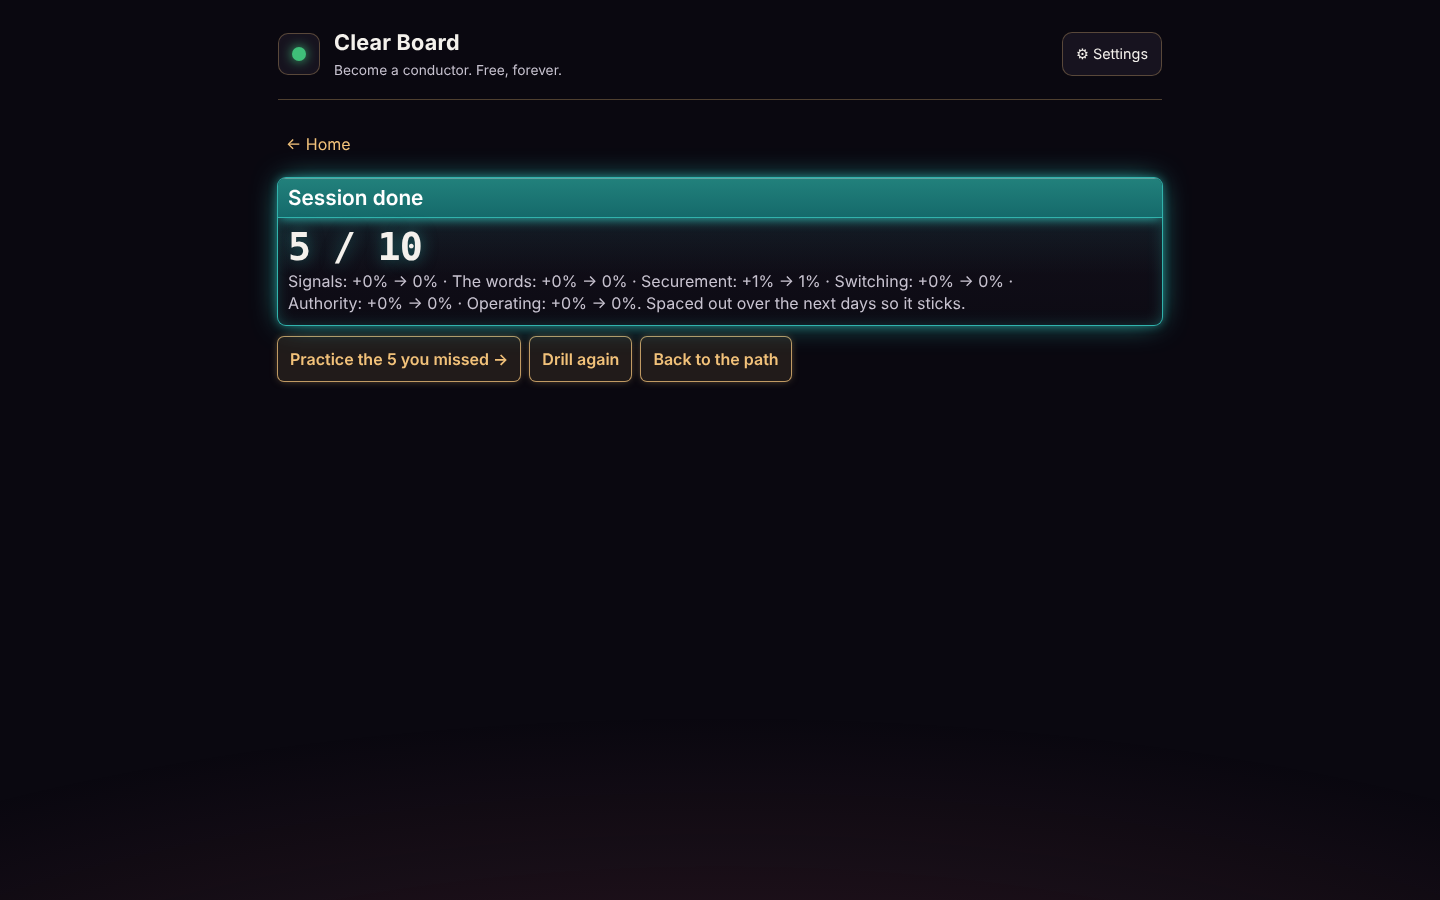 Clear Board
Become a conductor. Free, forever.
⚙ Settings
← Home
Session done
5 / 10
Signals: +0% → 0% · The words: +0% → 0% · Securement: +1% → 1% · Switching: +0% → 0% ·
Authority: +0% → 0% · Operating: +0% → 0%. Spaced out over the next days so it sticks.
Practice the 5 you missed →
Drill again
Back to the path